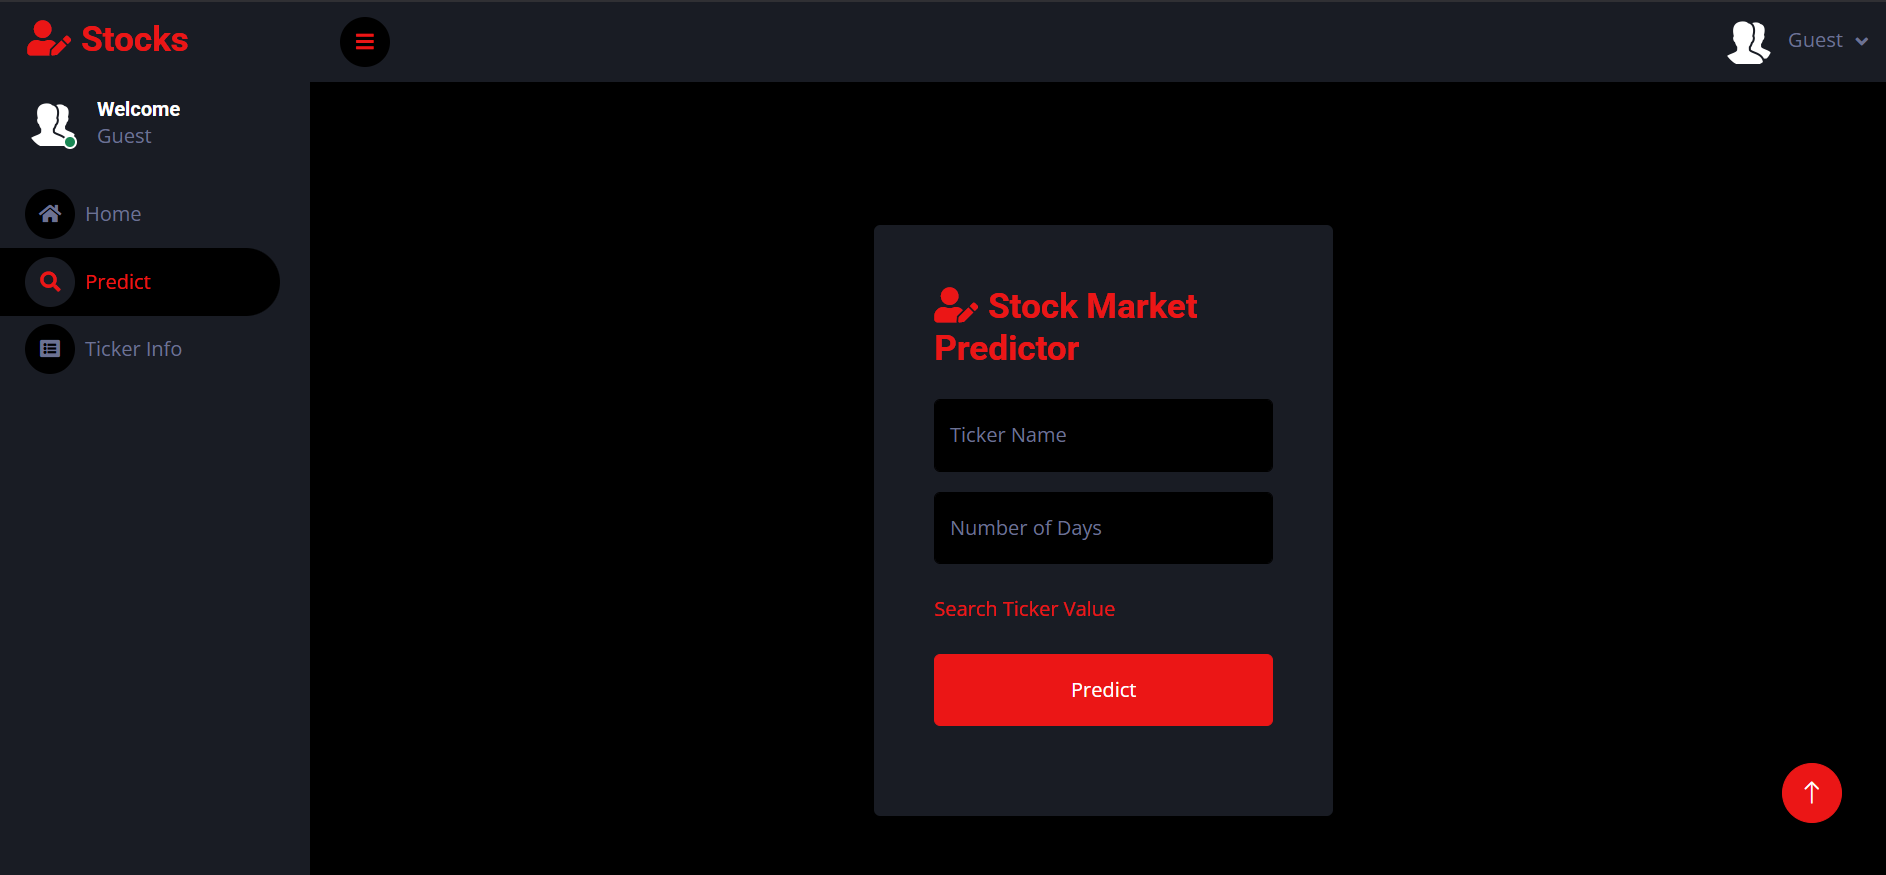 Stocks
Guest
Welcome
Guest
Home
Predict
Ticker Info
Stock Market
Predictor
Ticker Name
Number of Days
Search Ticker Value
Predict